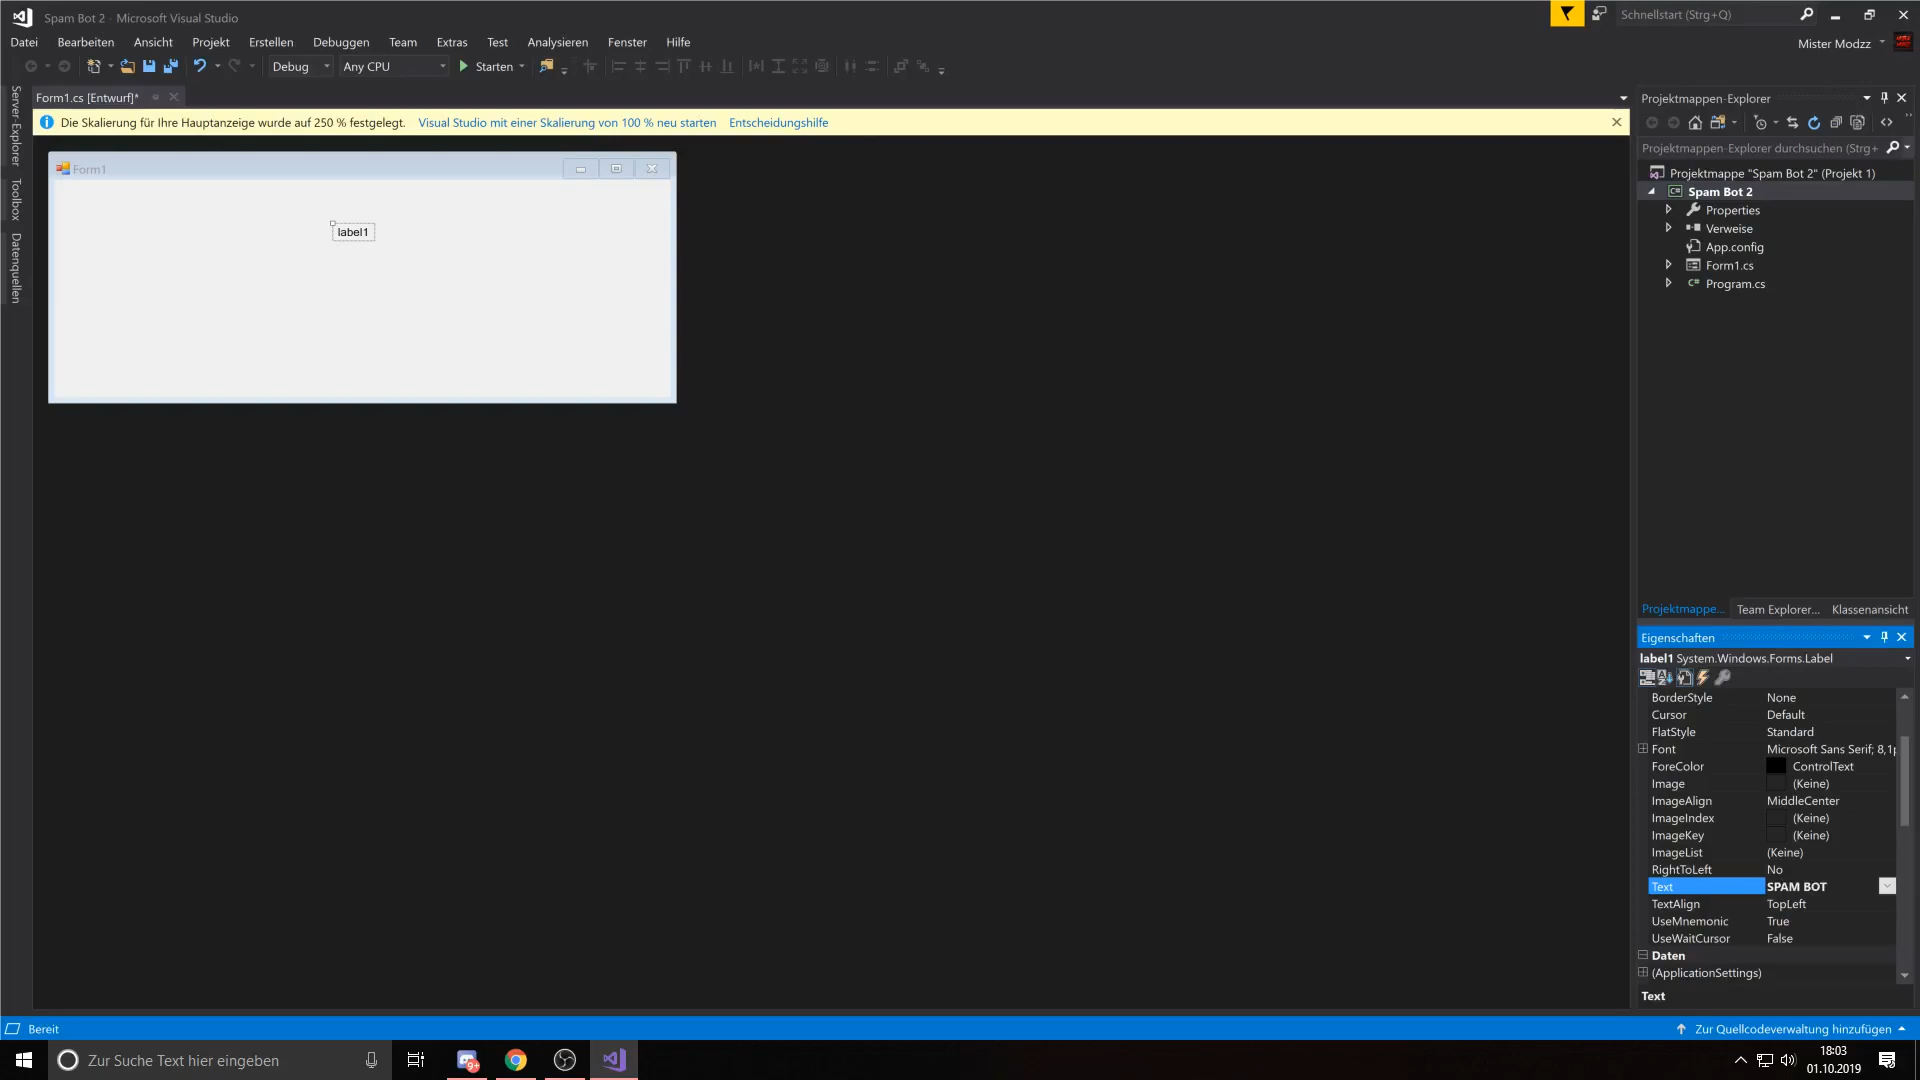 Spam Bot 2 - Microsoft Visual Studio
Schnellstart (Strg+Q)
Datei Bearbeiten Ansicht Projekt Erstellen Debuggen Team Extras Test Analysieren Fenster Hilfe
Mister Modzz
Debug Any CPU Starten
Server-Explorer
Toolbox
Datenquellen
Form1.cs [Entwurf]*
Die Skalierung für Ihre Hauptanzeige wurde auf 250 % festgelegt. Visual Studio mit einer Skalierung von 100 % neu starten Entscheidungshilfe
Form1
label1
Projektmappen-Explorer
Projektmappen-Explorer durchsuchen (Strg+
Projektmappe "Spam Bot 2" (Projekt 1)
Spam Bot 2
Properties
Verweise
App.config
Form1.cs
Program.cs
Projektmappe... Team Explorer... Klassenansicht
Eigenschaften
label1 System.Windows.Forms.Label
BorderStyle None
Cursor Default
FlatStyle Standard
Font Microsoft Sans Serif; 8,1p
ForeColor ControlText
Image (Keine)
ImageAlign MiddleCenter
ImageIndex (Keine)
ImageKey (Keine)
ImageList (Keine)
RightToLeft No
Text SPAM BOT
TextAlign TopLeft
UseMnemonic True
UseWaitCursor False
Daten
(ApplicationSettings)
Text
Bereit
Zur Quellcodeverwaltung hinzufügen
Zur Suche Text hier eingeben
9+
18:03
01.10.2019